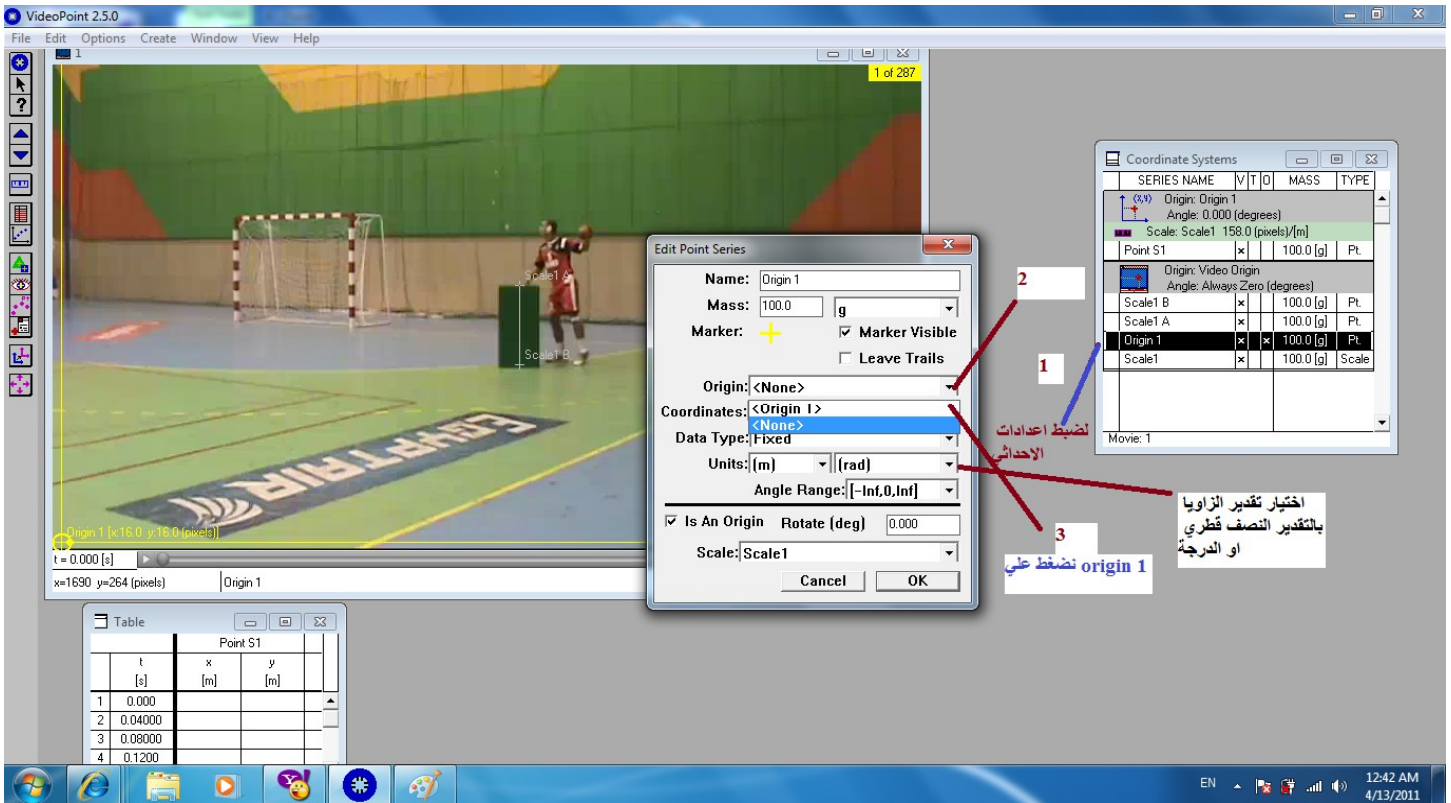 VideoPoint 2.5.0
File Edit Options Create Window View Help
1
1 of 287
Scale1 A
Scale1 B
EGYPTAIR
Origin 1 [x:16.0 y:16.0 (pixels)]
t = 0.000 [s]
x=1690 y=264 (pixels) Origin 1
Table
Point S1
t x y
[s] [m] [m]
1 0.000
2 0.04000
3 0.08000
4 0.1200
Edit Point Series
Name: Origin 1
Mass: 100.0 g
Marker: Marker Visible
Leave Trails
Origin: <None>
Coordinates: <Origin 1>
<None>
Data Type: Fixed
Units: (m) (rad)
Angle Range: [-Inf,0,Inf]
Is An Origin Rotate (deg) 0.000
Scale: Scale1
Cancel OK
Coordinate Systems
SERIES NAME V T O MASS TYPE
(X,Y) Origin: Origin 1
Angle: 0.000 (degrees)
Scale: Scale1 158.0 (pixels)/[m]
Point S1 x 100.0 [g] Pt.
Origin: Video Origin
Angle: Always Zero (degrees)
Scale1 B x 100.0 [g] Pt.
Scale1 A x 100.0 [g] Pt.
Origin 1 x x 100.0 [g] Pt.
Scale1 x 100.0 [g] Scale
Movie: 1
2
1
لضبط اعدادات
الاحداثي
3
نضغط علي origin 1
اختيار تقدير الزاويا
بالتقدير النصف قطري
او الدرجة
EN
12:42 AM
4/13/2011